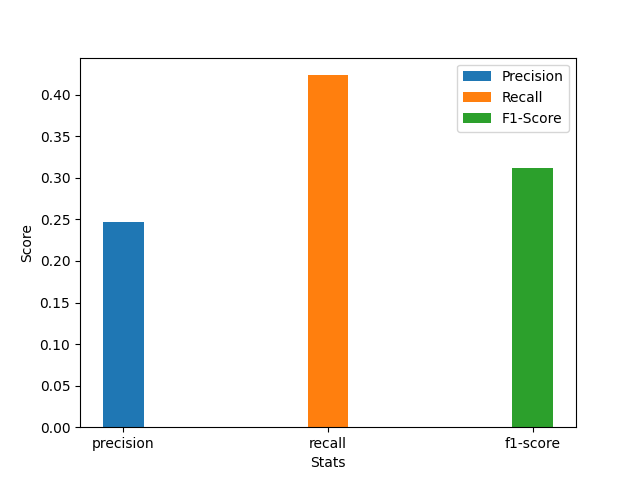 Precision
Recall
F1-Score
0.40
0.35
0.30
0.25
0.20
0.15
0.10
0.05
0.00
Score
precision recall f1-score
Stats